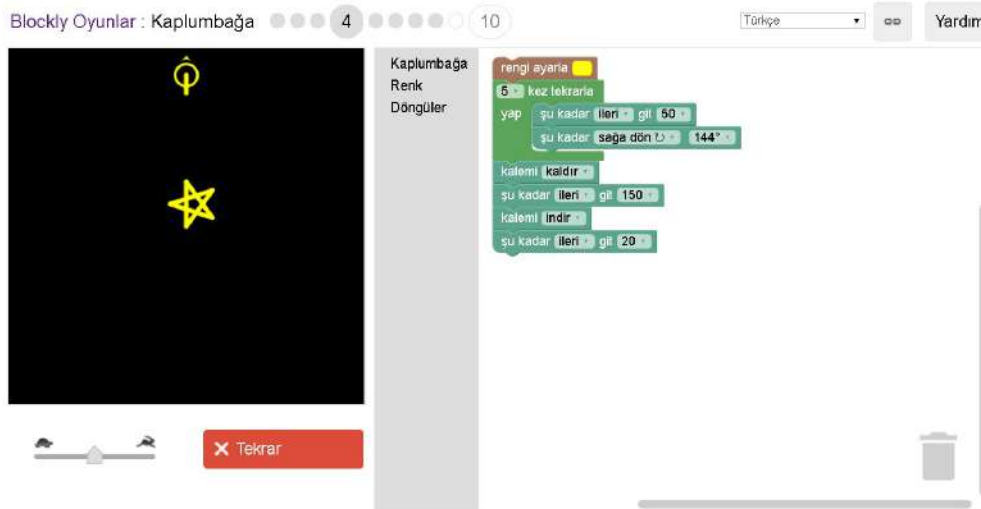 Blockly Oyunlar : Kaplumbağa 4 10 Türkçe Yardım
Kaplumbağa
Renk
Döngüler
rengi ayarla
5 kez tekrarla
yap şu kadar ileri git 50
şu kadar sağa dön ↻ 144°
kalemi kaldır
şu kadar ileri git 150
kalemi indir
şu kadar ileri git 20
Tekrar